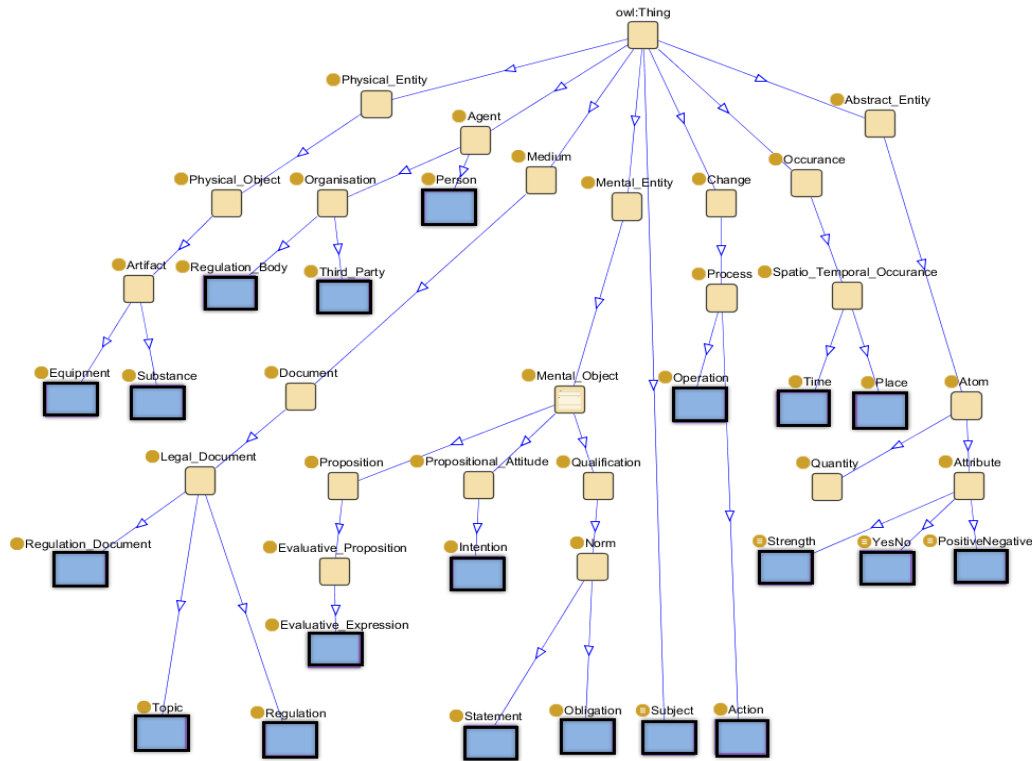 owl:Thing
Physical_Entity
Abstract_Entity
Agent
Medium
Occurance
Physical_Object
Organisation
Person
Mental_Entity
Change
Artifact
Regulation_Body
Third_Party
Process
Spatio_Temporal_Occurance
Equipment
Substance
Document
Mental_Object
Operation
Time
Place
Atom
Legal_Document
Proposition
Propositional_Attitude
Qualification
Quantity
Attribute
Regulation_Document
Evaluative_Proposition
Intention
Norm
Strength
YesNo
PositiveNegative
Evaluative_Expression
Topic
Regulation
Statement
Obligation
Subject
Action